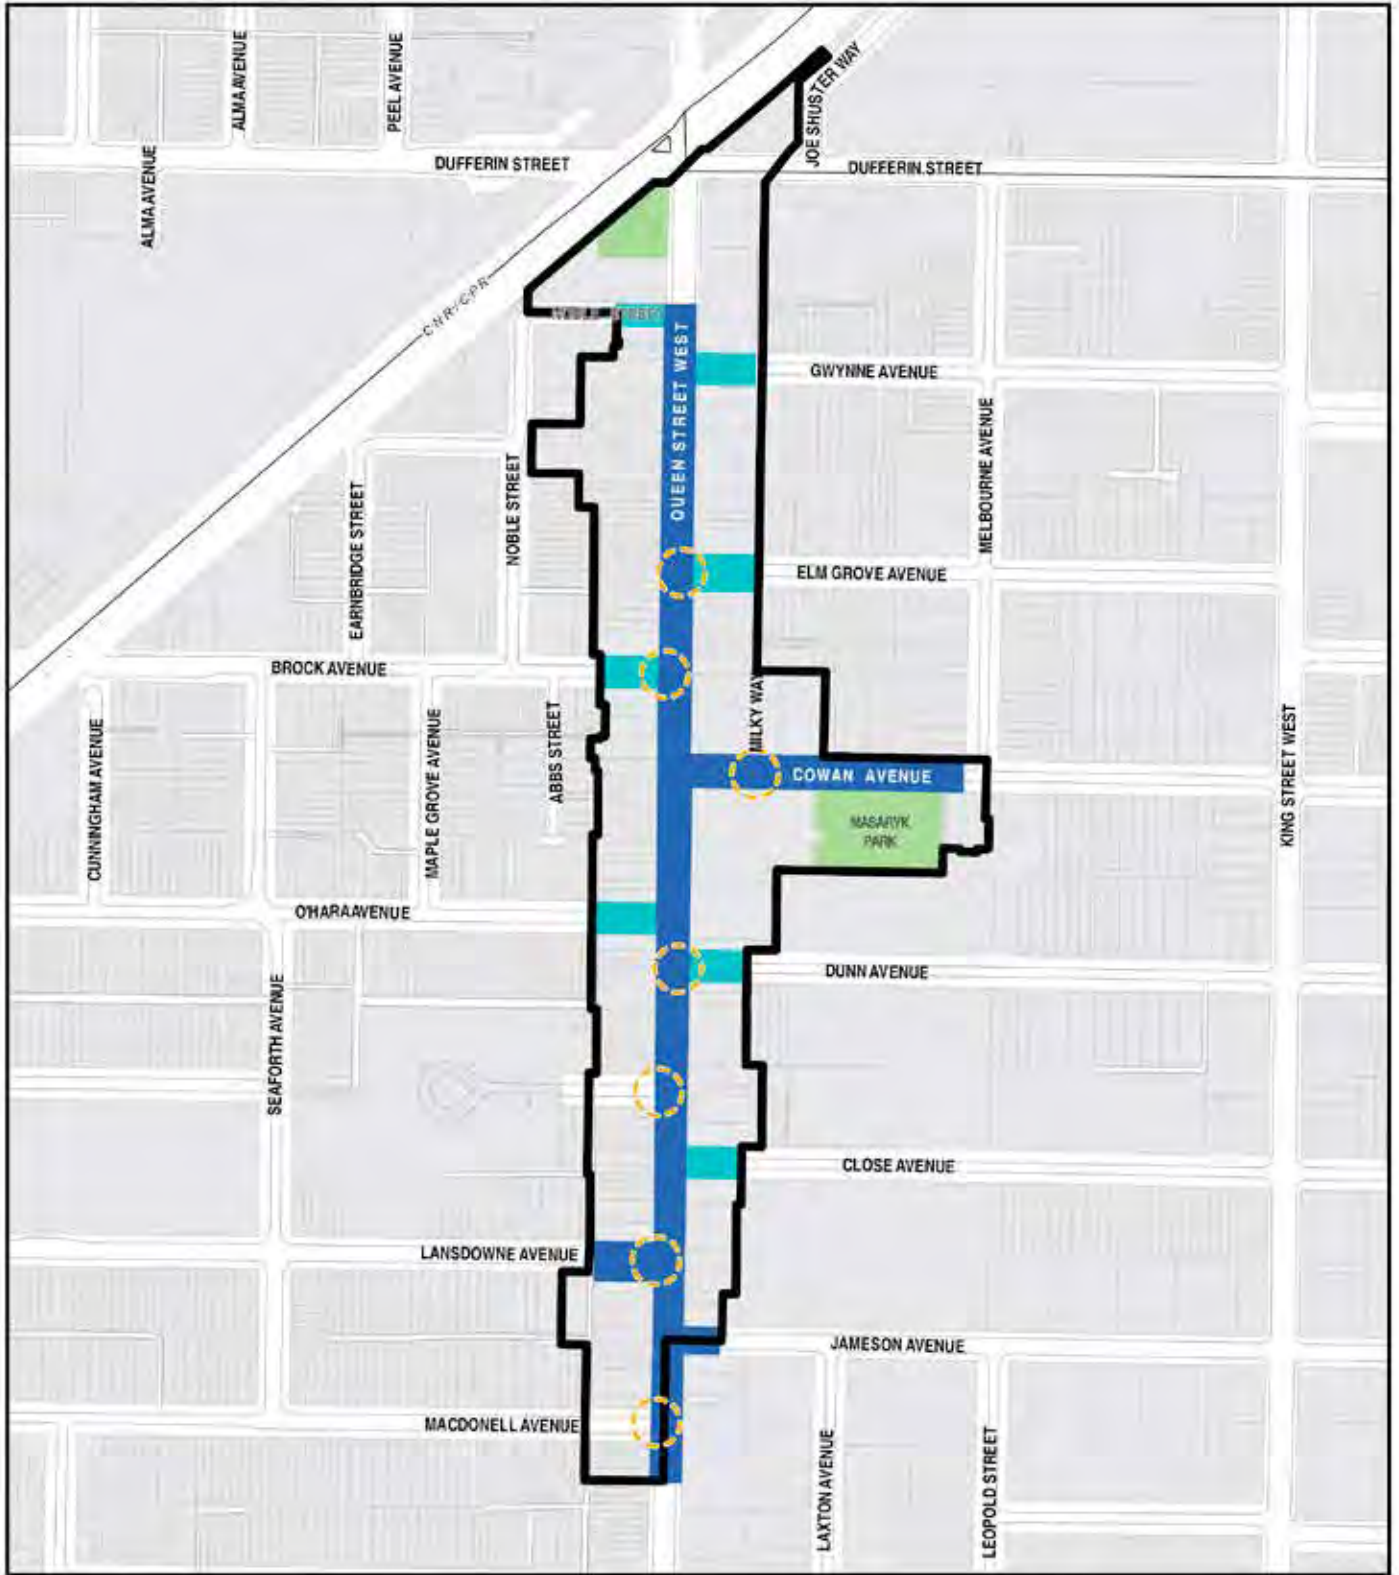 ALMA AVENUE
PEEL AVENUE
JOE SHUSTER WAY
ALMA AVENUE
DUFFERIN STREET
DUFFERIN STREET
CNR/CPR
QUEEN STREET WEST
GWYNNE AVENUE
MELBOURNE AVENUE
NOBLE STREET
EARNBRIDGE STREET
ELM GROVE AVENUE
BROCK AVENUE
MILKY WAY
CUNNINGHAM AVENUE
MAPLE GROVE AVENUE
ABBS STREET
COWAN AVENUE
KING STREET WEST
MASARYK
PARK
O'HARA AVENUE
DUNN AVENUE
SEAFORTH AVENUE
CLOSE AVENUE
LANSDOWNE AVENUE
JAMESON AVENUE
MACDONELL AVENUE
LAXTON AVENUE
LEOPOLD STREET